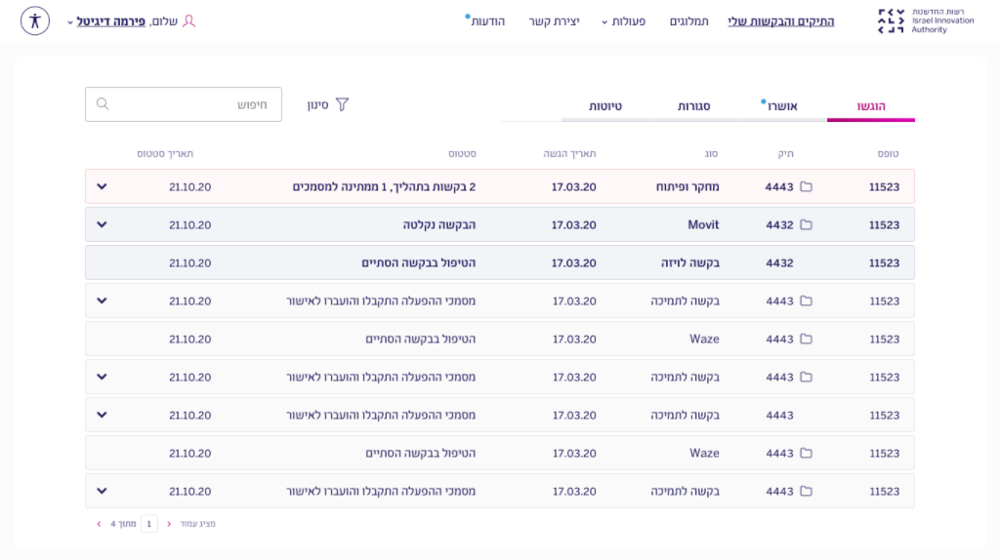 רשות החדשנות
Israel Innovation
Authority
התיקים והבקשות שלי תמלוגים פעולות יצירת קשר הודעות שלום, פירמה דיגיטל
הוגשו אושרו סגורות טיוטות סינון חיפוש
טופס תיק סוג תאריך הגשה סטטוס תאריך סטטוס
11523 4443 מחקר ופיתוח 17.03.20 2 בקשות בתהליך, 1 ממתינה למסמכים 21.10.20
11523 4432 Movit 17.03.20 הבקשה נקלטה 21.10.20
11523 4432 בקשה לויזה 17.03.20 הטיפול בבקשה הסתיים 21.10.20
11523 4443 בקשה לתמיכה 17.03.20 מסמכי ההפעלה התקבלו והועברו לאישור 21.10.20
11523 4443 Waze 17.03.20 הטיפול בבקשה הסתיים 21.10.20
11523 4443 בקשה לתמיכה 17.03.20 מסמכי ההפעלה התקבלו והועברו לאישור 21.10.20
11523 4443 בקשה לתמיכה 17.03.20 מסמכי ההפעלה התקבלו והועברו לאישור 21.10.20
11523 4443 Waze 17.03.20 הטיפול בבקשה הסתיים 21.10.20
11523 4443 בקשה לתמיכה 17.03.20 מסמכי ההפעלה התקבלו והועברו לאישור 21.10.20
מציג עמוד 1 מתוך 4